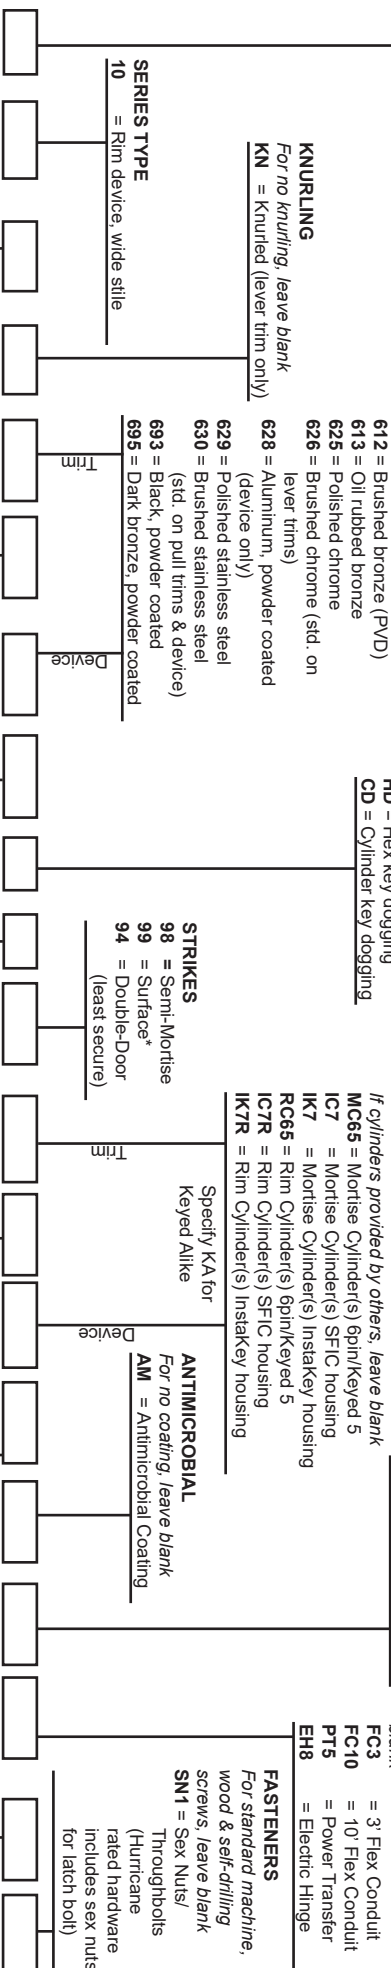 SERIES TYPE
10 = Rim device, wide stile
KNURLING
For no knurling, leave blank
KN = Knurled (lever trim only)
612 = Brushed bronze (PVD)
613 = Oil rubbed bronze
625 = Polished chrome
626 = Brushed chrome (std. on
lever trims)
628 = Aluminum, powder coated
(device only)
629 = Polished stainless steel
630 = Brushed stainless steel
(std. on pull trims & device)
693 = Black, powder coated
695 = Dark bronze, powder coated
Trim
Device
HD = Hex key dogging
CD = Cylinder key dogging
STRIKES
98 = Semi-Mortise
99 = Surface*
94 = Double-Door
(least secure)
If cylinders provided by others, leave blank
MC65 = Mortise Cylinder(s) 6pin/Keyed 5
IC7 = Mortise Cylinder(s) SFIC housing
IK7 = Mortise Cylinder(s) InstaKey housing
RC65 = Rim Cylinder(s) 6pin/Keyed 5
IC7R = Rim Cylinder(s) SFIC housing
IK7R = Rim Cylinder(s) InstaKey housing
Specify KA for
Keyed Alike
Trim
Device
ANTIMICROBIAL
For no coating, leave blank
AM = Antimicrobial Coating
FC3 = 3' Flex Conduit
FC10 = 10' Flex Conduit
PT5 = Power Transfer
EH8 = Electric Hinge
FASTENERS
For standard machine,
wood & self-drilling
screws, leave blank
SN1 = Sex Nuts/
Throughbolts
(Hurricane
rated hardware
includes sex nuts
for latch bolt)